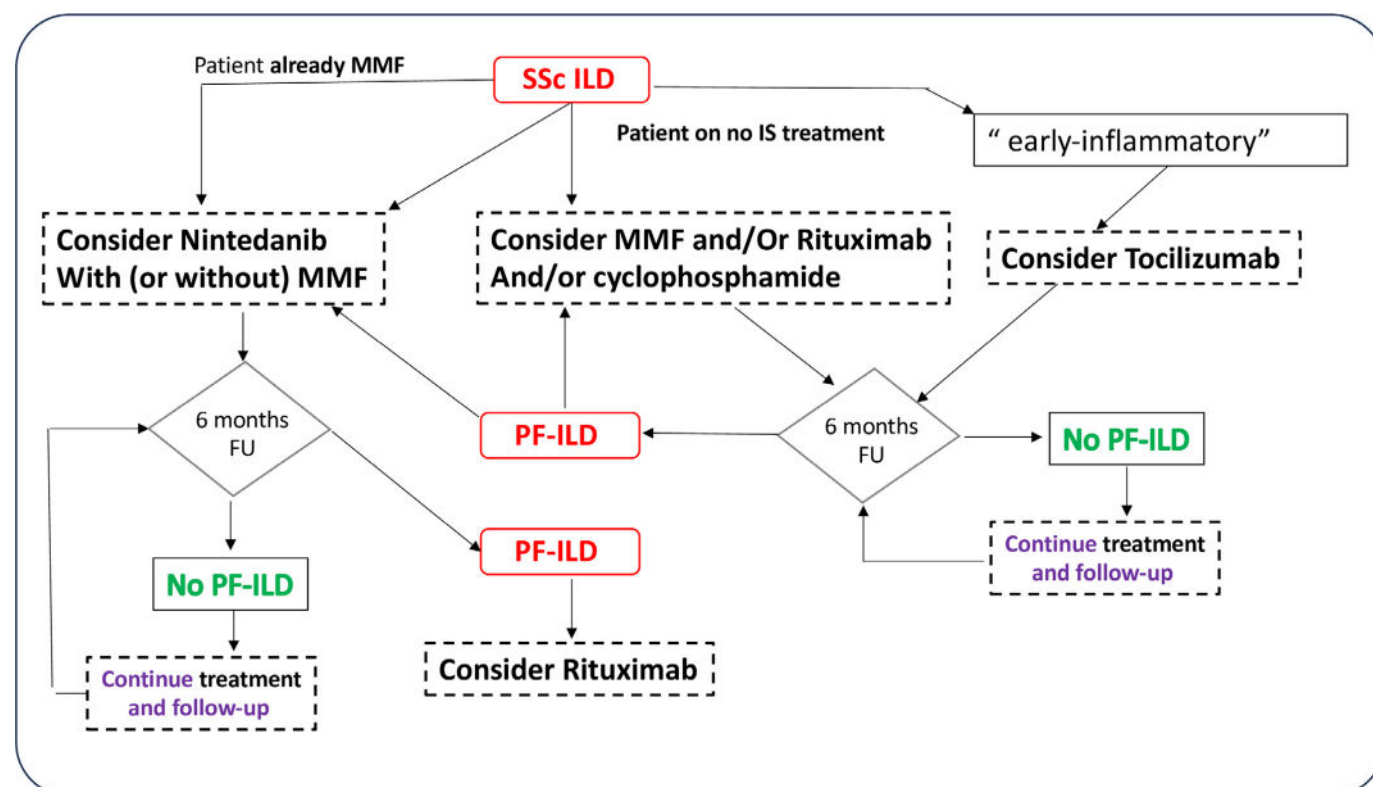 Patient already MMF
SSc ILD
Patient on no IS treatment
“ early-inflammatory”
Consider Nintedanib
With (or without) MMF
Consider MMF and/Or Rituximab
And/or cyclophosphamide
Consider Tocilizumab
6 months
FU
PF-ILD
6 months
FU
No PF-ILD
PF-ILD
Continue treatment
and follow-up
No PF-ILD
Consider Rituximab
Continue treatment
and follow-up